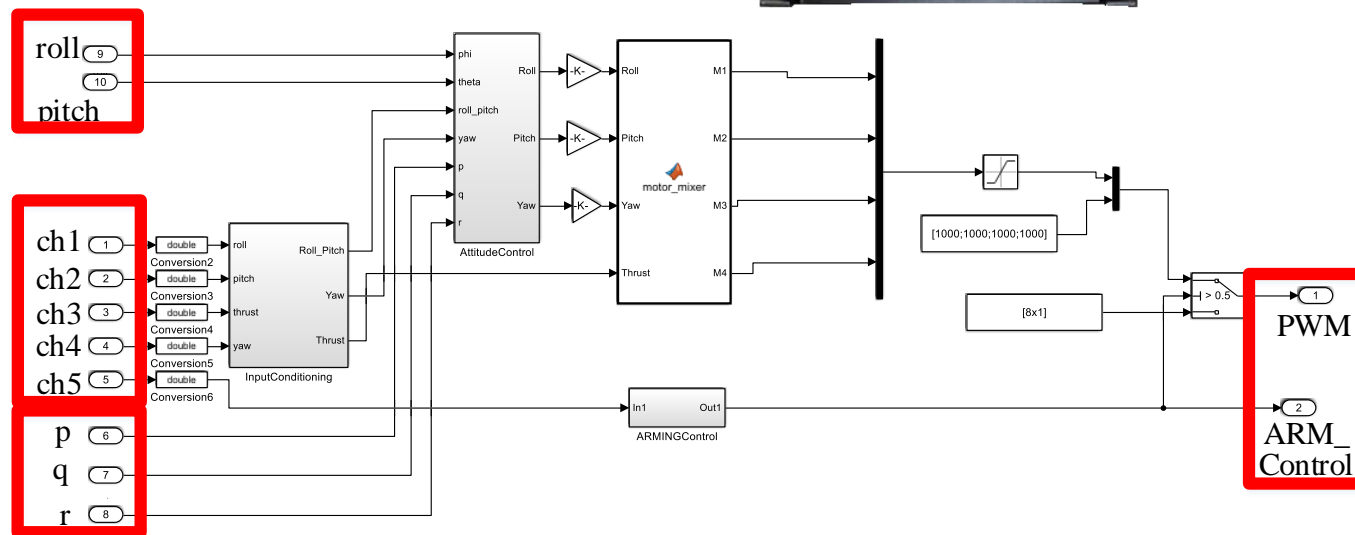 roll
9
10
pitch
ch1
1
ch2
2
ch3
3
ch4
4
ch5
5
p
6
q
7
r
8
double
Conversion2
double
Conversion3
double
Conversion4
double
Conversion5
double
Conversion6
roll
pitch
thrust
yaw
Roll_Pitch
Yaw
Thrust
InputConditioning
phi
theta
roll_pitch
yaw
p
q
r
Roll
Pitch
Yaw
AttitudeControl
-K-
-K-
-K-
Roll
Pitch
Yaw
Thrust
motor_mixer
M1
M2
M3
M4
[1000;1000;1000;1000]
[8x1]
> 0.5
In1
Out1
ARMINGControl
1
PWM
2
ARM_
Control